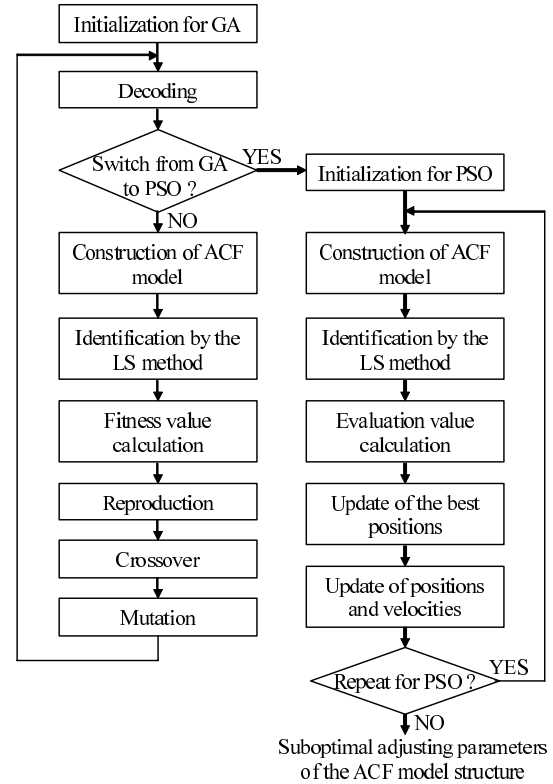 Initialization for GA
Decoding
Switch from GA
to PSO ?
YES
NO
Construction of ACF
model
Identification by the
LS method
Fitness value
calculation
Reproduction
Crossover
Mutation
Initialization for PSO
Construction of ACF
model
Identification by the
LS method
Evaluation value
calculation
Update of the best
positions
Update of positions
and velocities
Repeat for PSO ?
YES
NO
Suboptimal adjusting parameters
of the ACF model structure